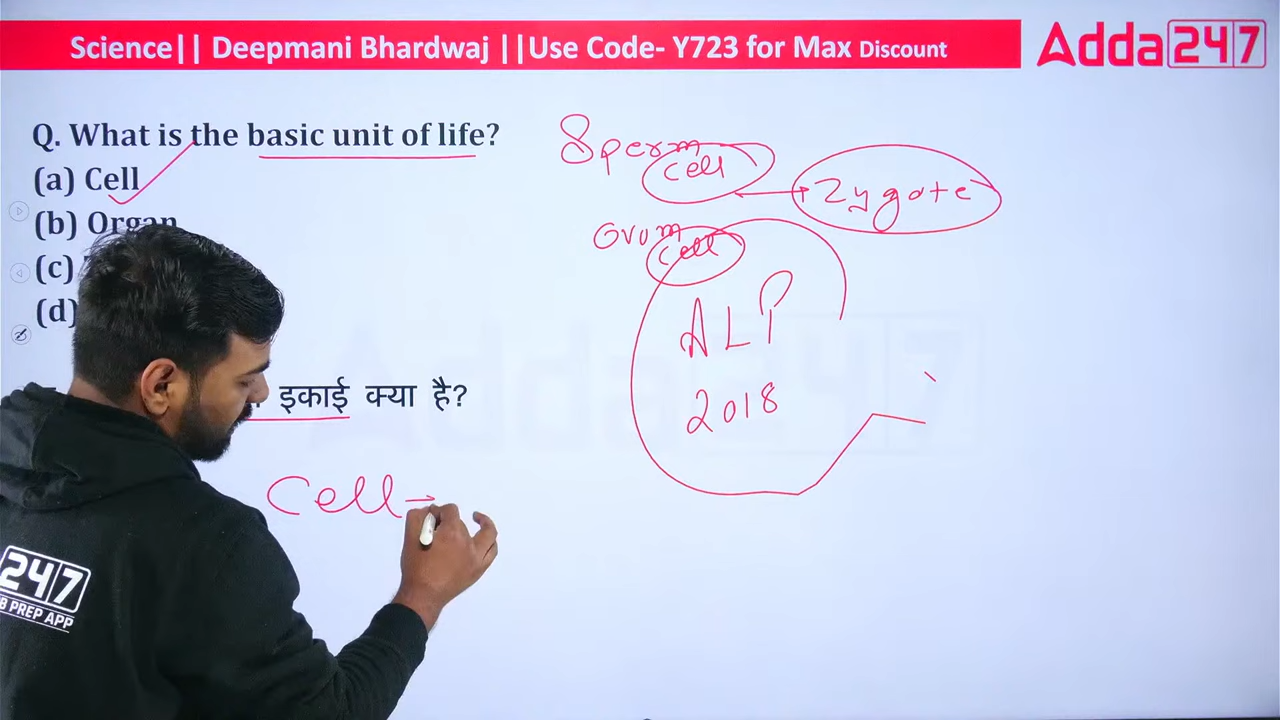 Science|| Deepmani Bhardwaj ||Use Code- Y723 for Max Discount
Adda247
Q. What is the basic unit of life?
(a) Cell
(b) Organ
(c)
(d)
इकाई क्या है?
Sperm
cell
Zygote
Ovum
cell
ALP
2018
Cell →
247
B PREP APP